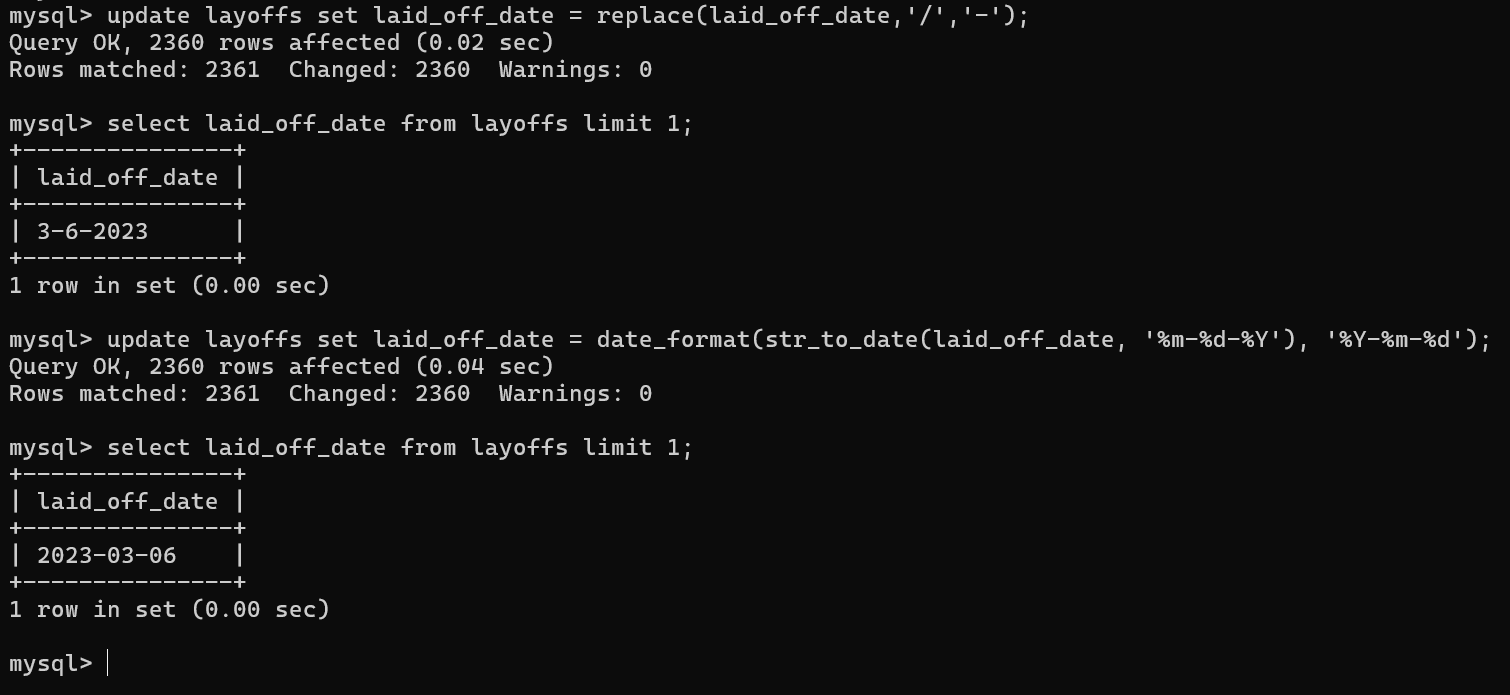 mysql> update layoffs set laid_off_date = replace(laid_off_date,'/','-');
Query OK, 2360 rows affected (0.02 sec)
Rows matched: 2361  Changed: 2360  Warnings: 0

mysql> select laid_off_date from layoffs limit 1;
+---------------+
| laid_off_date |
+---------------+
| 3-6-2023      |
+---------------+
1 row in set (0.00 sec)

mysql> update layoffs set laid_off_date = date_format(str_to_date(laid_off_date, '%m-%d-%Y'), '%Y-%m-%d');
Query OK, 2360 rows affected (0.04 sec)
Rows matched: 2361  Changed: 2360  Warnings: 0

mysql> select laid_off_date from layoffs limit 1;
+---------------+
| laid_off_date |
+---------------+
| 2023-03-06    |
+---------------+
1 row in set (0.00 sec)

mysql>